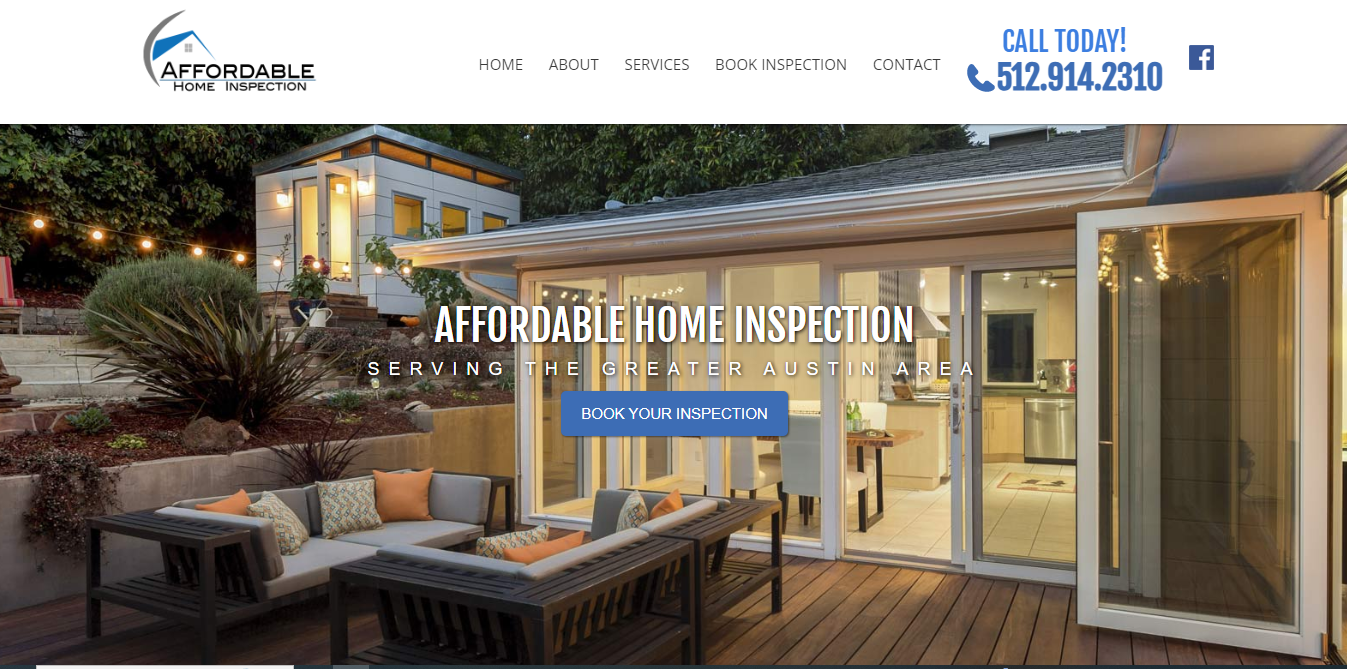 AFFORDABLE
HOME INSPECTION
HOME ABOUT SERVICES BOOK INSPECTION CONTACT
CALL TODAY!
512.914.2310
AFFORDABLE HOME INSPECTION
SERVING THE GREATER AUSTIN AREA
BOOK YOUR INSPECTION